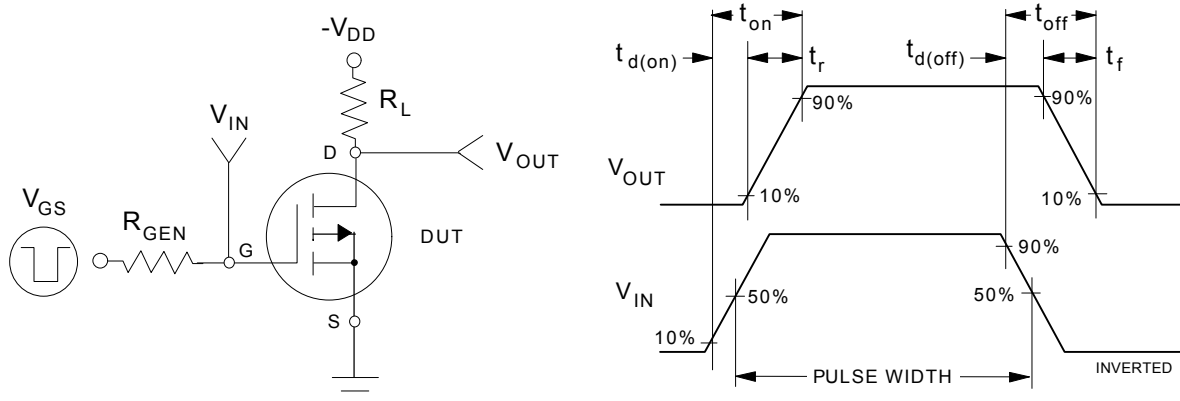 -VDD
RL
VIN
D
VOUT
VGS
RGEN
G
DUT
S
ton
toff
td(on)
tr
td(off)
tf
90%
90%
VOUT
10%
10%
90%
VIN
50%
50%
10%
INVERTED
PULSE WIDTH